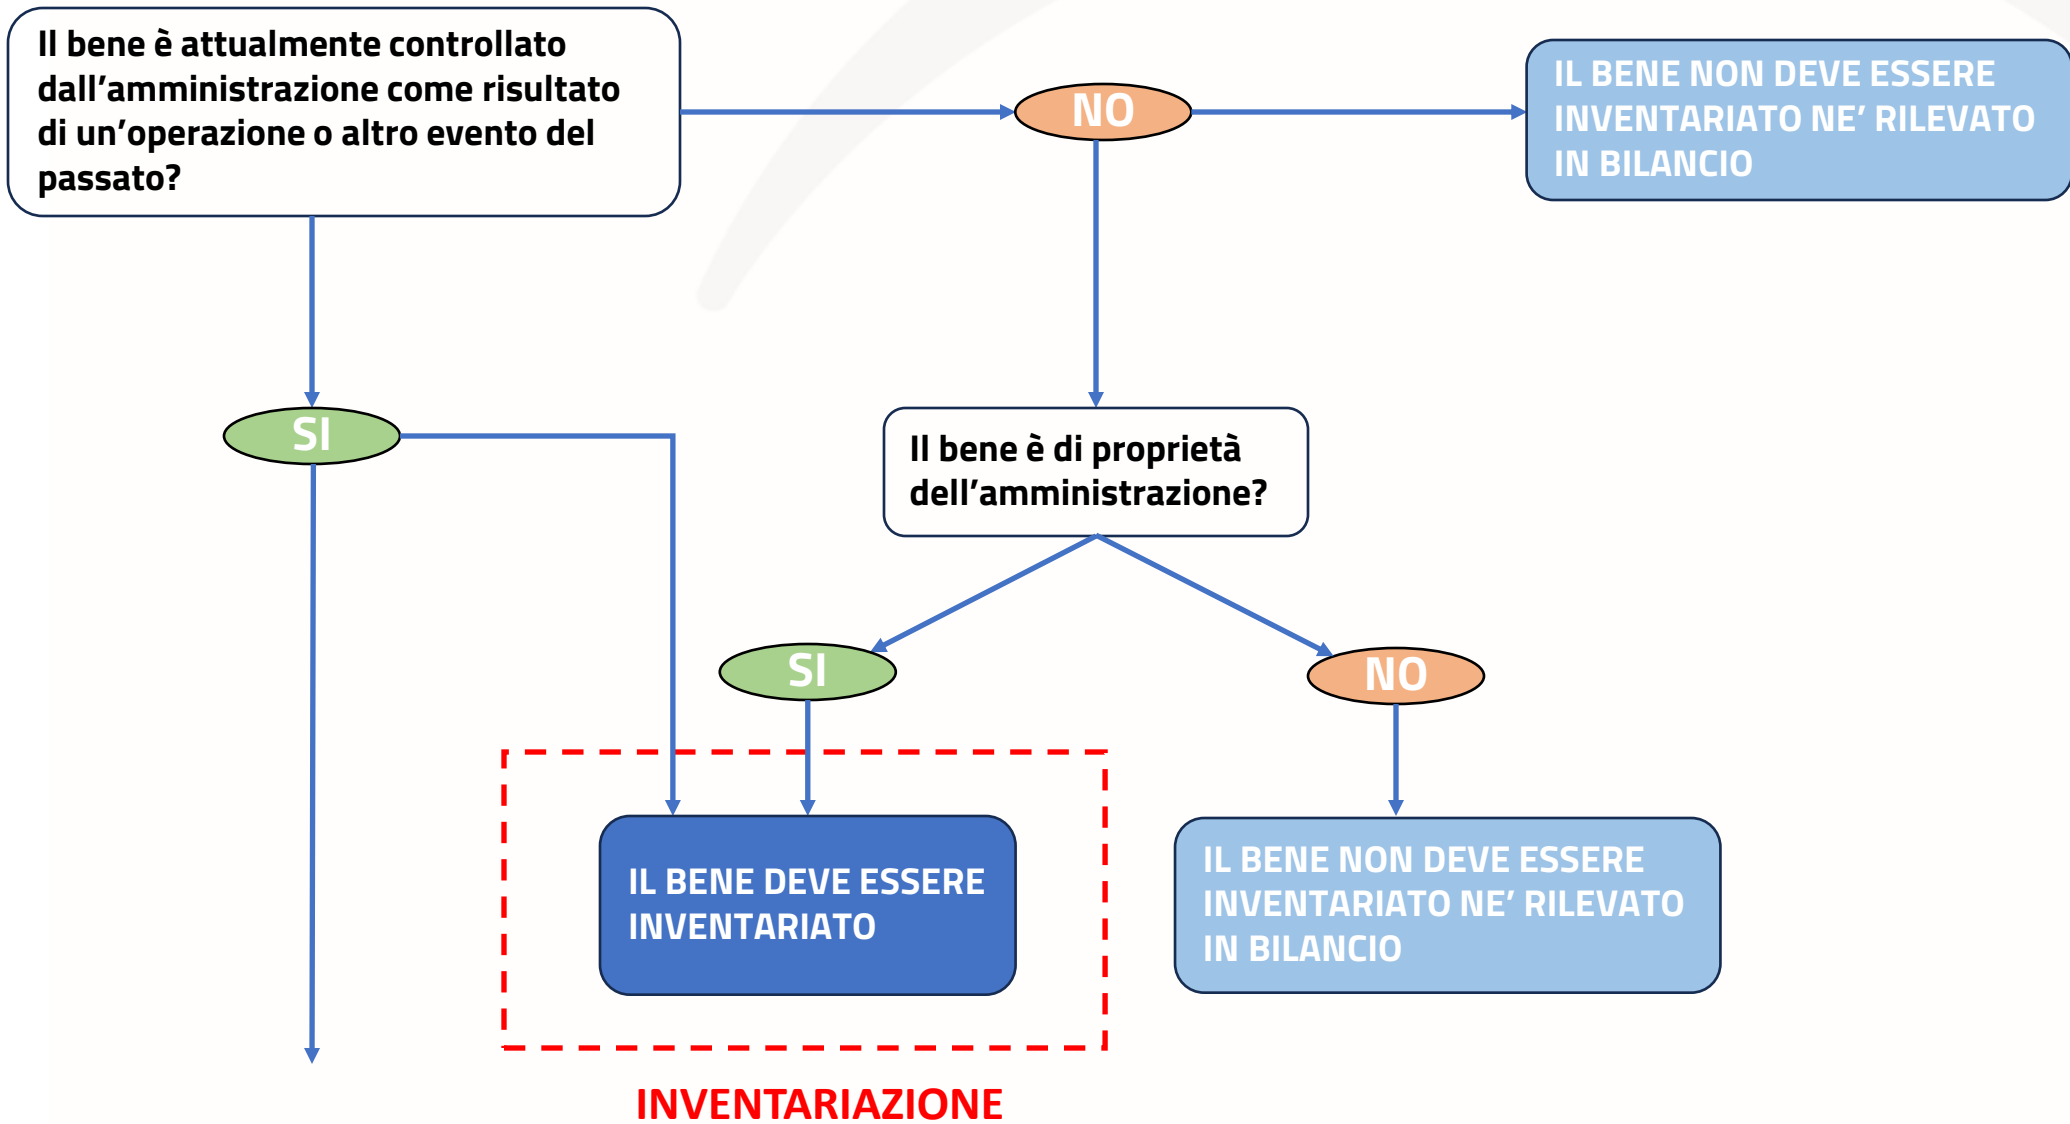 Il bene è attualmente controllato
dall’amministrazione come risultato
di un’operazione o altro evento del
passato?
NO
IL BENE NON DEVE ESSERE
INVENTARIATO NE’ RILEVATO
IN BILANCIO
SI
Il bene è di proprietà
dell’amministrazione?
SI
NO
IL BENE DEVE ESSERE
INVENTARIATO
IL BENE NON DEVE ESSERE
INVENTARIATO NE’ RILEVATO
IN BILANCIO
INVENTARIAZIONE